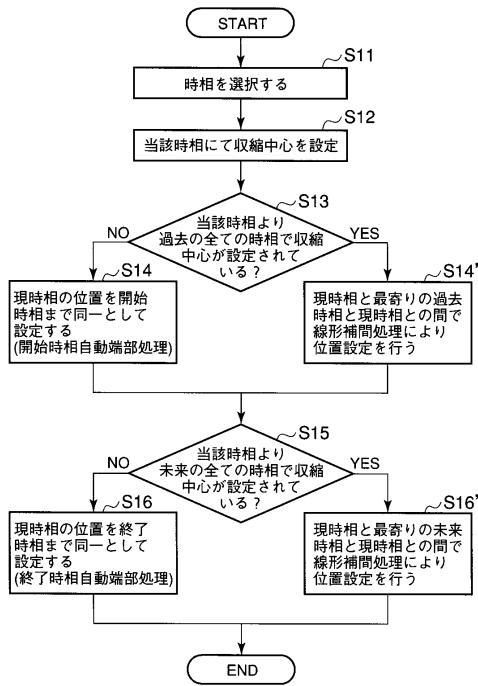 START
S11
時相を選択する
S12
当該時相にて収縮中心を設定
S13
当該時相より
過去の全ての時相で収縮
中心が設定されて
いる？
NO
YES
S14
現時相の位置を開始
時相まで同一として
設定する
(開始時相自動端部処理)
S14'
現時相と最寄りの過去
時相と現時相との間で
線形補間処理により
位置設定を行う
S15
当該時相より
未来の全ての時相で収縮
中心が設定されて
いる？
NO
YES
S16
現時相の位置を終了
時相まで同一として
設定する
(終了時相自動端部処理)
S16'
現時相と最寄りの未来
時相と現時相との間で
線形補間処理により
位置設定を行う
END